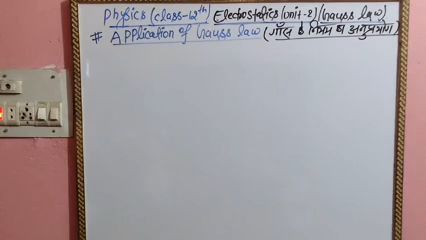 Physics (class-12th) Electrostatics (unit-2) (Gauss law)
# Application of Gauss law (गॉस के नियम के अनुप्रयोग)